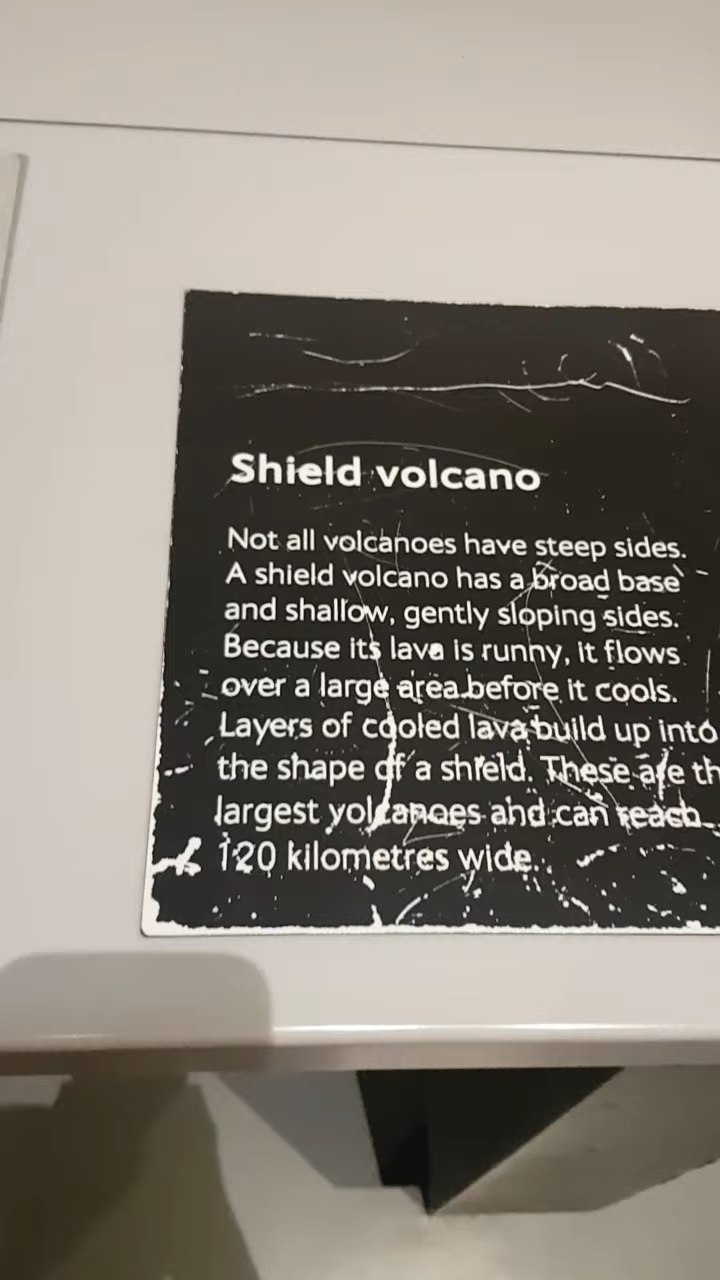 Shield volcano
Not all volcanoes have steep sides.
A shield volcano has a broad base
and shallow, gently sloping sides.
Because its lava is runny, it flows
over a large area before it cools.
Layers of cooled lava build up into
the shape of a shield. These are th
largest volcanoes and can reach
120 kilometres wide.